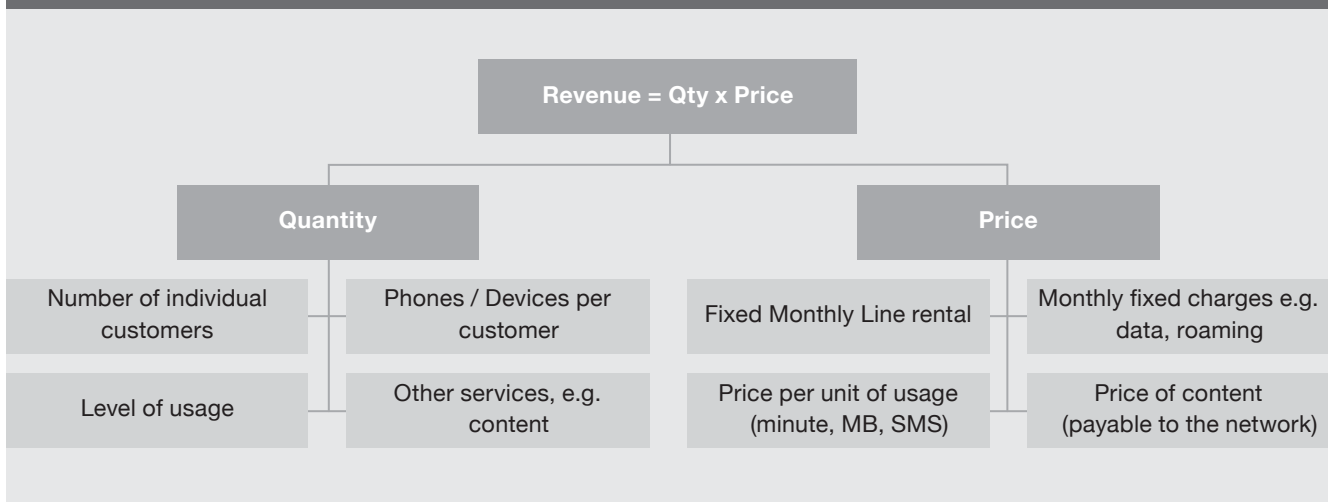 Revenue = Qty x Price
Quantity
Price
Number of individual
customers
Phones / Devices per
customer
Fixed Monthly Line rental
Monthly fixed charges e.g.
data, roaming
Level of usage
Other services, e.g.
content
Price per unit of usage
(minute, MB, SMS)
Price of content
(payable to the network)